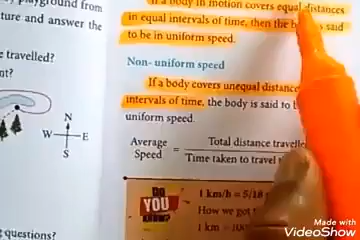 playground from
ture and answer the
e travelled?
nt?
N
W
E
S
g questions?
If a body in motion covers equal distances
in equal intervals of time, then the said
to be in uniform speed.
Non- uniform speed
If a body covers unequal
intervals of time, the body is said to
uniform speed.
Average Speed = Total distance
Time taken to travel
DO YOU KNOW?
1 km/h = 5/18
How we got
1 km =
Made with
VideoShow